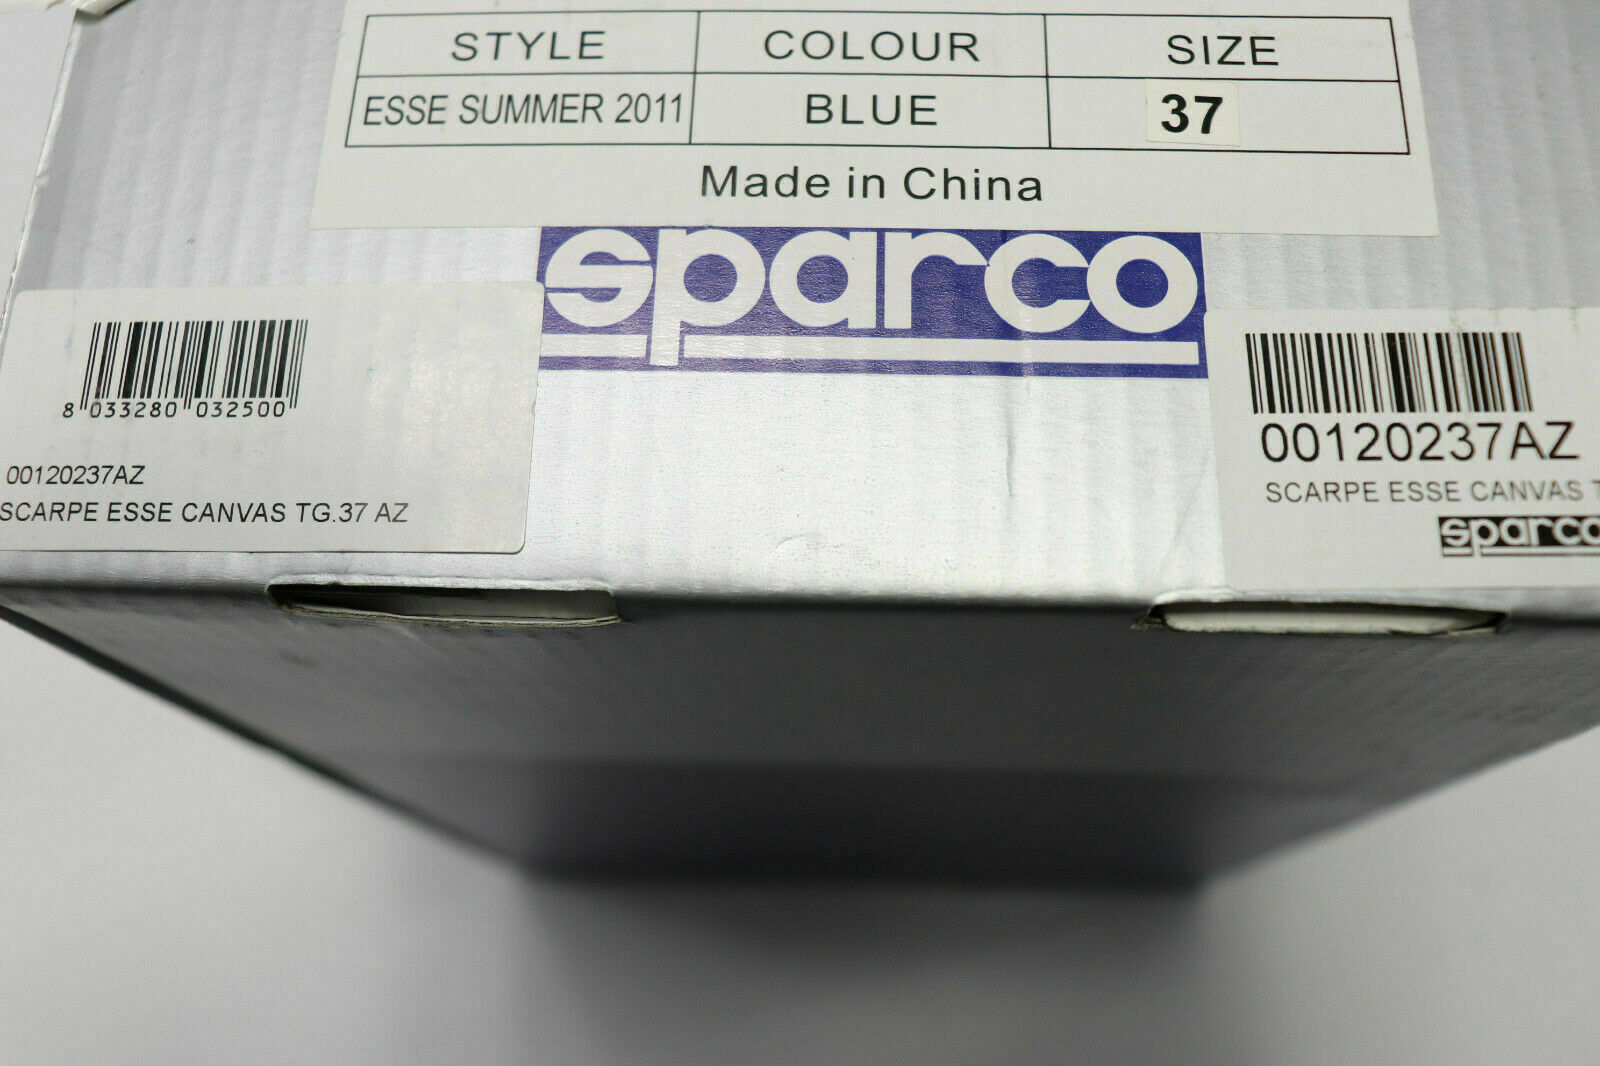 STYLE COLOUR SIZE
ESSE SUMMER 2011 BLUE 37
Made in China
sparco
8 033280 032500
00120237AZ
SCARPE ESSE CANVAS TG.37 AZ
00120237AZ
SCARPE ESSE CANVAS T
sparco